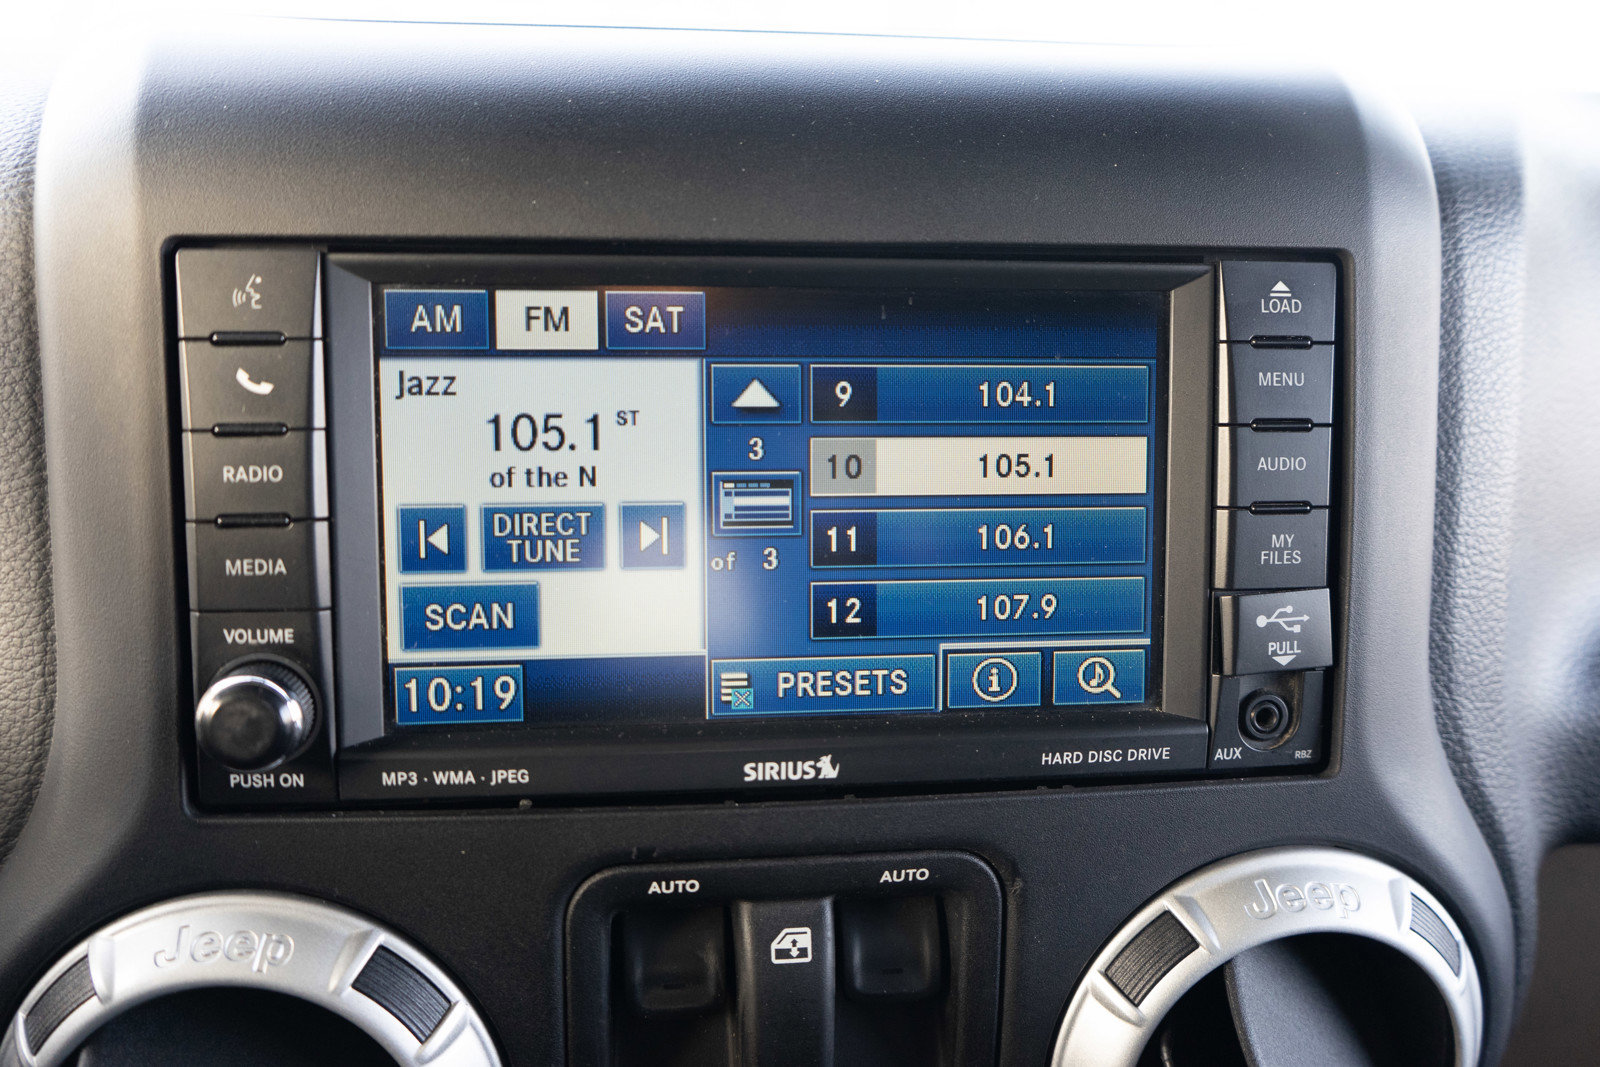 AM
FM
SAT
Jazz
105.1 ST
of the N
DIRECT
TUNE
SCAN
10:19
3
of 3
9 104.1
10 105.1
11 106.1
12 107.9
PRESETS
i
RADIO
MEDIA
VOLUME
PUSH ON
LOAD
MENU
AUDIO
MY
FILES
PULL
AUX
RBZ
MP3 · WMA · JPEG
SIRIUS
HARD DISC DRIVE
AUTO
AUTO
Jeep
Jeep